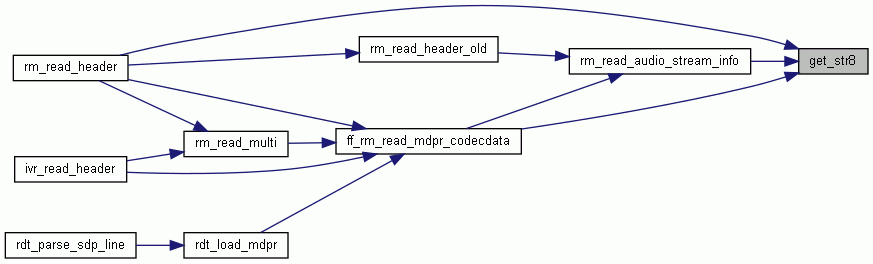 rm_read_header_old
rm_read_audio_stream_info
get_str8
rm_read_header
rm_read_multi
ff_rm_read_mdpr_codecdata
ivr_read_header
rdt_parse_sdp_line
rdt_load_mdpr